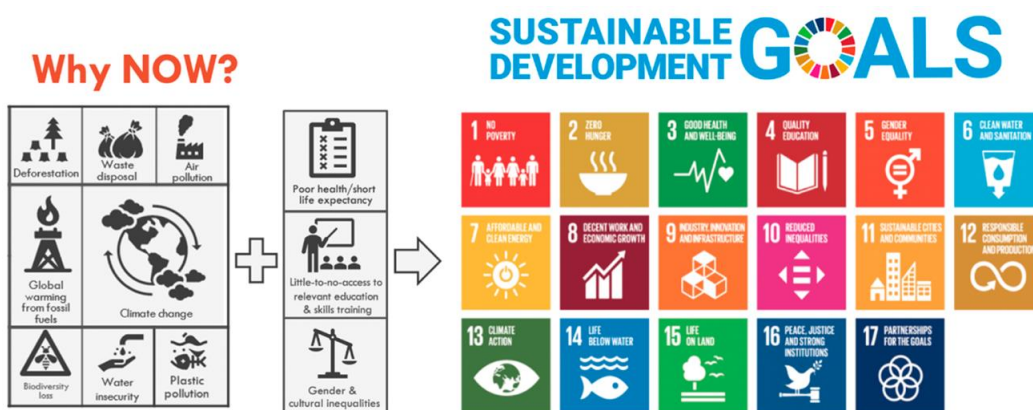 Why NOW?
SUSTAINABLE
DEVELOPMENT
GOALS
Deforestation
Waste
disposal
Air
pollution
Global
warming
from fossil
fuels
Climate change
Biodiversity
loss
Water
insecurity
Plastic
pollution
Poor health/short
life expectancy
Little-to-no-access to
relevant education
& skills training
Gender &
cultural inequalities
1 NO
POVERTY
2 ZERO
HUNGER
3 GOOD HEALTH
AND WELL-BEING
4 QUALITY
EDUCATION
5 GENDER
EQUALITY
6 CLEAN WATER
AND SANITATION
7 AFFORDABLE AND
CLEAN ENERGY
8 DECENT WORK AND
ECONOMIC GROWTH
9 INDUSTRY, INNOVATION
AND INFRASTRUCTURE
10 REDUCED
INEQUALITIES
11 SUSTAINABLE CITIES
AND COMMUNITIES
12 RESPONSIBLE
CONSUMPTION
AND PRODUCTION
13 CLIMATE
ACTION
14 LIFE
BELOW WATER
15 LIFE
ON LAND
16 PEACE, JUSTICE
AND STRONG
INSTITUTIONS
17 PARTNERSHIPS
FOR THE GOALS